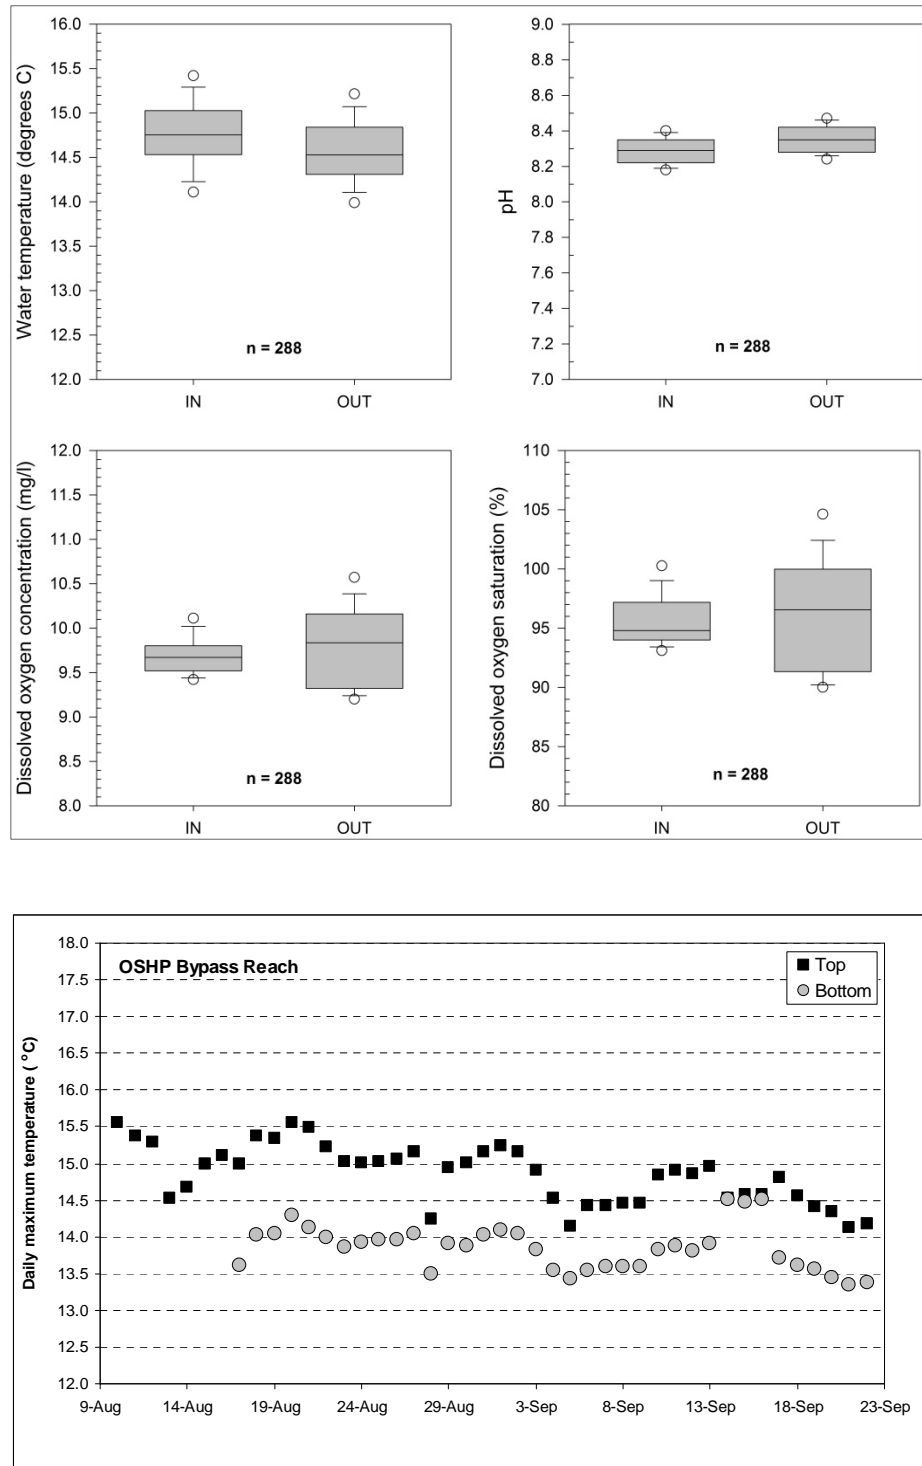 16.0
15.5
15.0
14.5
14.0
13.5
13.0
12.5
12.0
Water temperature (degrees C)
n = 288
IN OUT
9.0
8.8
8.6
8.4
8.2
8.0
7.8
7.6
7.4
7.2
7.0
pH
n = 288
IN OUT
12.0
11.5
11.0
10.5
10.0
9.5
9.0
8.5
8.0
Dissolved oxygen concentration (mg/l)
n = 288
IN OUT
110
105
100
95
90
85
80
Dissolved oxygen saturation (%)
n = 288
IN OUT
18.0
17.5
17.0
16.5
16.0
15.5
15.0
14.5
14.0
13.5
13.0
12.5
12.0
Daily maximum temperature ( °C)
OSHP Bypass Reach
Top
Bottom
9-Aug 14-Aug 19-Aug 24-Aug 29-Aug 3-Sep 8-Sep 13-Sep 18-Sep 23-Sep